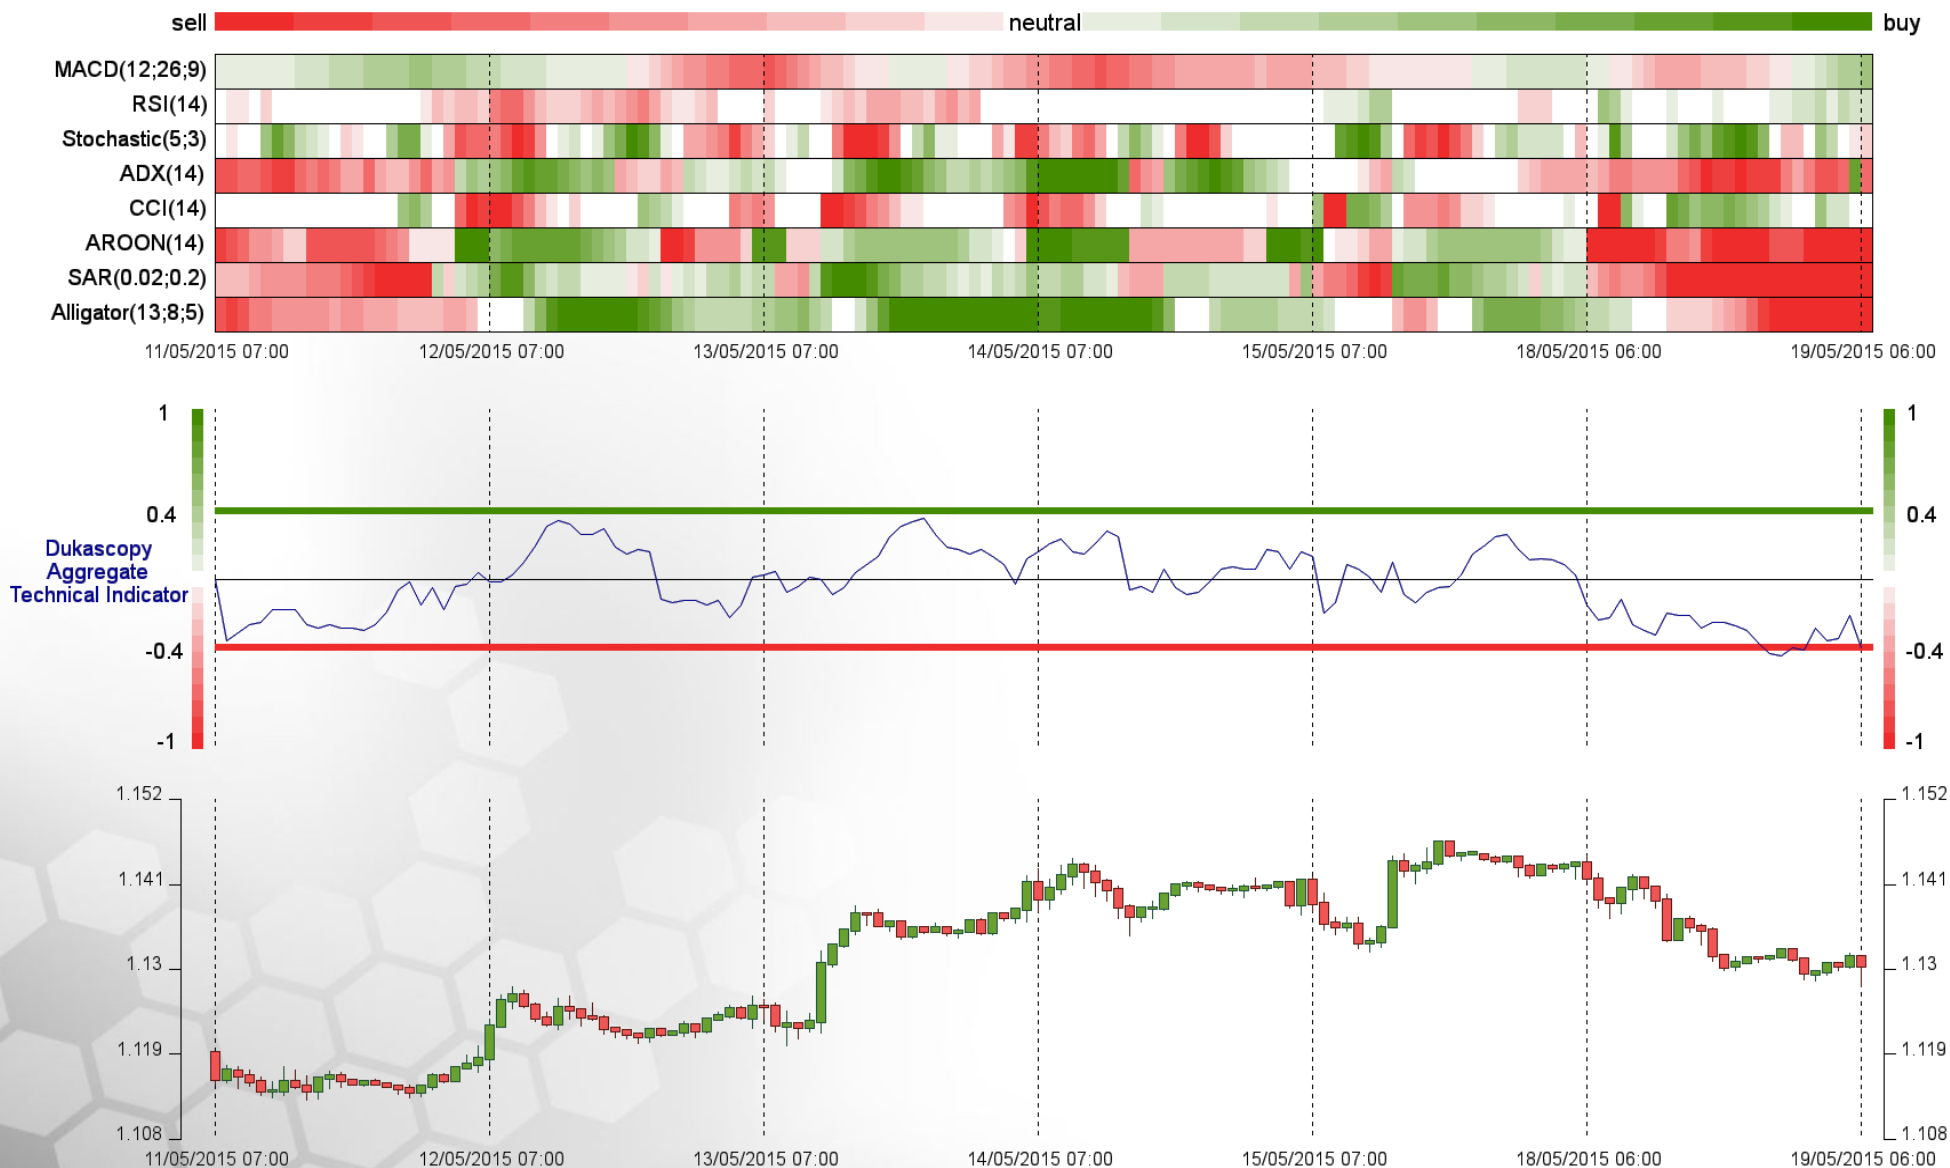 sell neutral buy
MACD(12;26;9)
RSI(14)
Stochastic(5;3)
ADX(14)
CCI(14)
AROON(14)
SAR(0.02;0.2)
Alligator(13;8;5)
11/05/2015 07:00 12/05/2015 07:00 13/05/2015 07:00 14/05/2015 07:00 15/05/2015 07:00 18/05/2015 06:00 19/05/2015 06:00
1 1
0.4 0.4
Dukascopy
Aggregate
Technical Indicator
-0.4 -0.4
-1 -1
1.152 1.152
1.141 1.141
1.13 1.13
1.119 1.119
1.108 1.108
11/05/2015 07:00 12/05/2015 07:00 13/05/2015 07:00 14/05/2015 07:00 15/05/2015 07:00 18/05/2015 06:00 19/05/2015 06:00